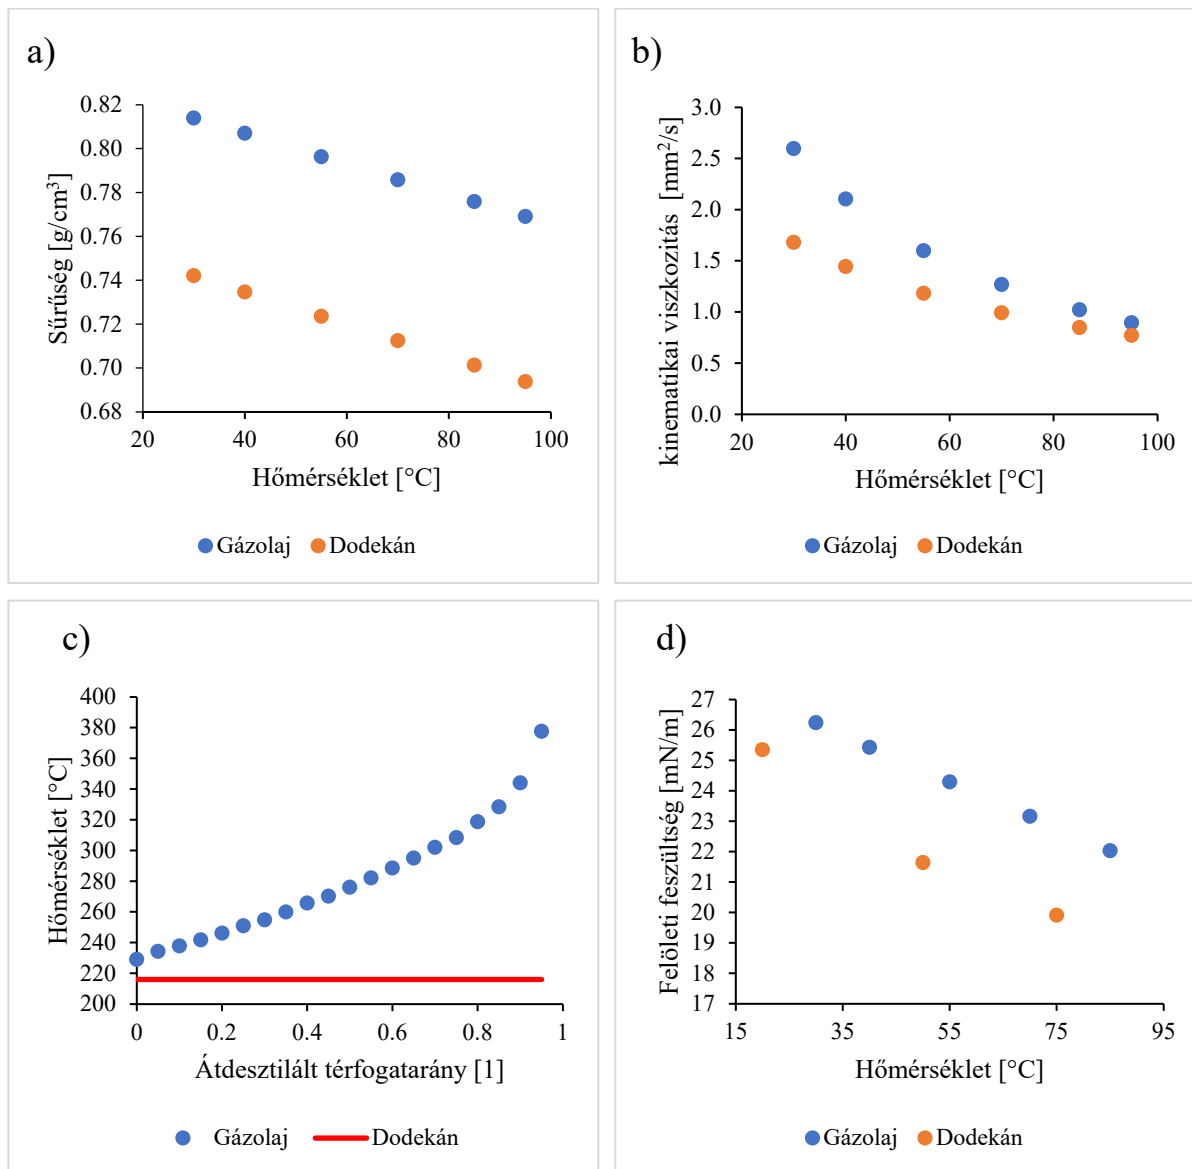 a)
Sűrűség [g/cm³]
0.82
0.80
0.78
0.76
0.74
0.72
0.70
0.68
20 40 60 80 100
Hőmérséklet [°C]
Gázolaj Dodekán
b)
kinematikai viszkozitás [mm²/s]
3.0
2.5
2.0
1.5
1.0
0.5
0.0
20 40 60 80 100
Hőmérséklet [°C]
Gázolaj Dodekán
c)
Hőmérséklet [°C]
400
380
360
340
320
300
280
260
240
220
200
0 0.2 0.4 0.6 0.8 1
Átdesztilált térfogatarány [1]
Gázolaj Dodekán
d)
Felöleti feszültség [mN/m]
27
26
25
24
23
22
21
20
19
18
17
15 35 55 75 95
Hőmérséklet [°C]
Gázolaj Dodekán